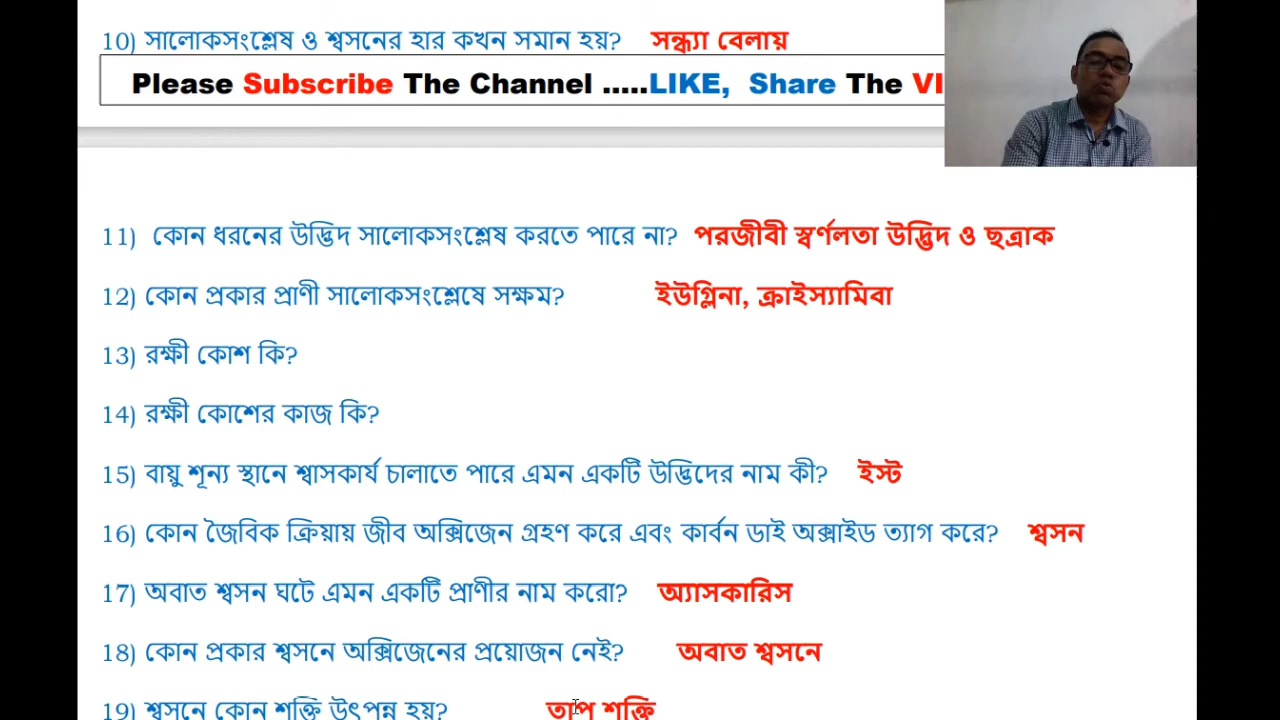 10) সালোকসংশ্লেষ ও শ্বসনের হার কখন সমান হয়? সন্ধ্যা বেলায়
Please Subscribe The Channel .....LIKE, Share The VI
11) কোন ধরনের উদ্ভিদ সালোকসংশ্লেষ করতে পারে না? পরজীবী স্বর্ণলতা উদ্ভিদ ও ছত্রাক
12) কোন প্রকার প্রাণী সালোকসংশ্লেষে সক্ষম? ইউগ্লিনা, ক্রাইস্যামিবা
13) রক্ষী কোশ কি?
14) রক্ষী কোশের কাজ কি?
15) বায়ু শূন্য স্থানে শ্বাসকার্য চালাতে পারে এমন একটি উদ্ভিদের নাম কী? ইস্ট
16) কোন জৈবিক ক্রিয়ায় জীব অক্সিজেন গ্রহণ করে এবং কার্বন ডাই অক্সাইড ত্যাগ করে? শ্বসন
17) অবাত শ্বসন ঘটে এমন একটি প্রাণীর নাম করো? অ্যাসকারিস
18) কোন প্রকার শ্বসনে অক্সিজেনের প্রয়োজন নেই? অবাত শ্বসনে
19) শ্বসনে কোন শক্তি উৎপন্ন হয়? তাপ শক্তি